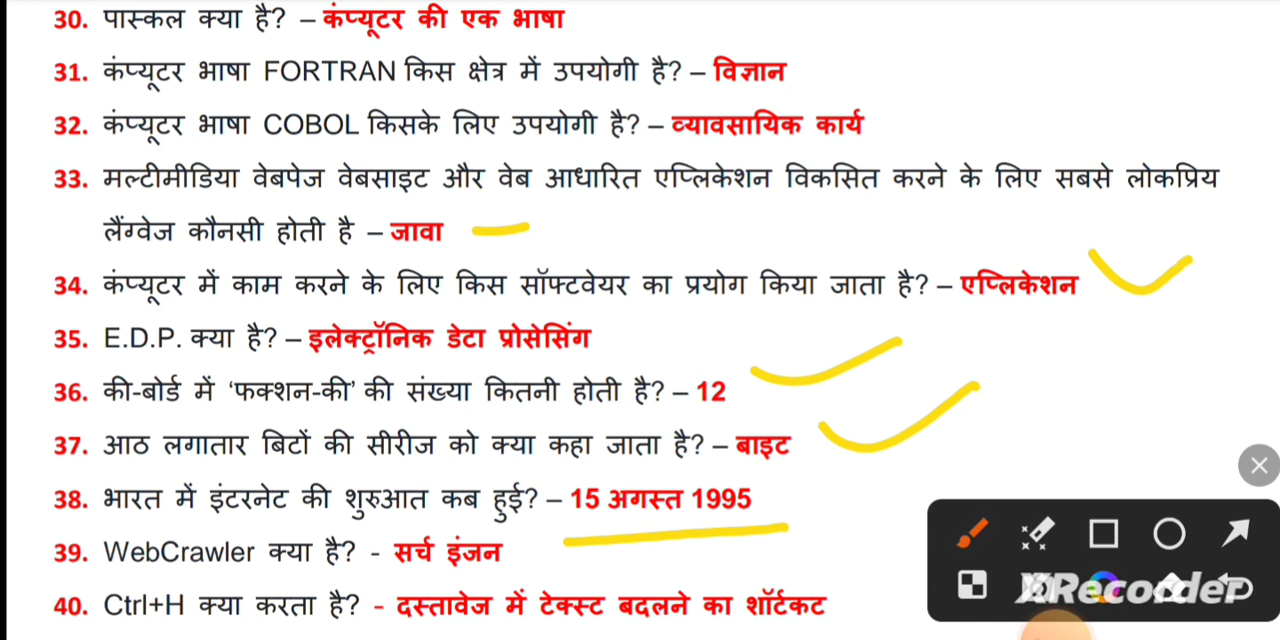 30. पास्कल क्या है? – कंप्यूटर की एक भाषा
31. कंप्यूटर भाषा FORTRAN किस क्षेत्र में उपयोगी है? – विज्ञान
32. कंप्यूटर भाषा COBOL किसके लिए उपयोगी है? – व्यावसायिक कार्य
33. मल्टीमीडिया वेबपेज वेबसाइट और वेब आधारित एप्लिकेशन विकसित करने के लिए सबसे लोकप्रिय
लैंग्वेज कौनसी होती है – जावा
34. कंप्यूटर में काम करने के लिए किस सॉफ्टवेयर का प्रयोग किया जाता है? – एप्लिकेशन
35. E.D.P. क्या है? – इलेक्ट्रॉनिक डेटा प्रोसेसिंग
36. की-बोर्ड में ‘फक्शन-की’ की संख्या कितनी होती है? – 12
37. आठ लगातार बिटों की सीरीज को क्या कहा जाता है? – बाइट
38. भारत में इंटरनेट की शुरुआत कब हुई? – 15 अगस्त 1995
39. WebCrawler क्या है? - सर्च इंजन
XRecorder
40. Ctrl+H क्या करता है? - दस्तावेज में टेक्स्ट बदलने का शॉर्टकट